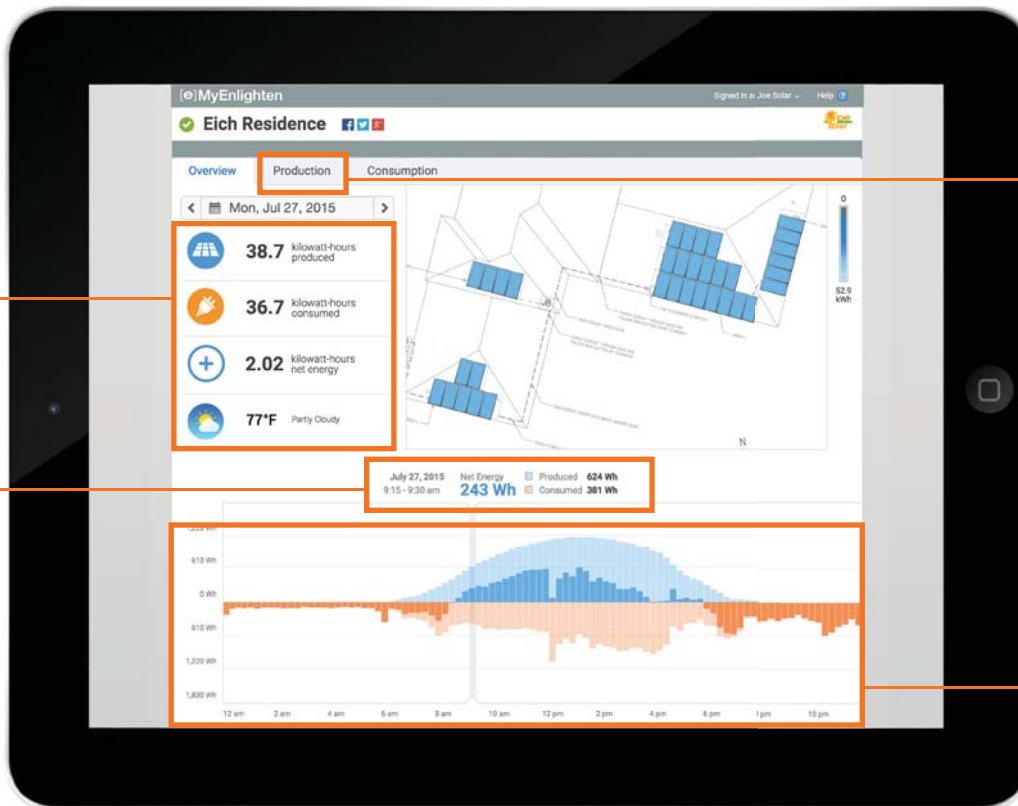 [e]MyEnlighten
Signed in as Joe Solar
Help
Eich Residence
Overview Production Consumption
Mon, Jul 27, 2015
38.7 kilowatt-hours
produced
36.7 kilowatt-hours
consumed
2.02 kilowatt-hours
net energy
77°F Partly Cloudy
0
52.9
kWh
N
July 27, 2015 Net Energy Produced 624 Wh
9:15 - 9:30 am 243 Wh Consumed 381 Wh
1,220 Wh
610 Wh
0 Wh
610 Wh
1,220 Wh
1,830 Wh
12 am 2 am 4 am 6 am 8 am 10 am 12 pm 2 pm 4 pm 6 pm pm 10 pm